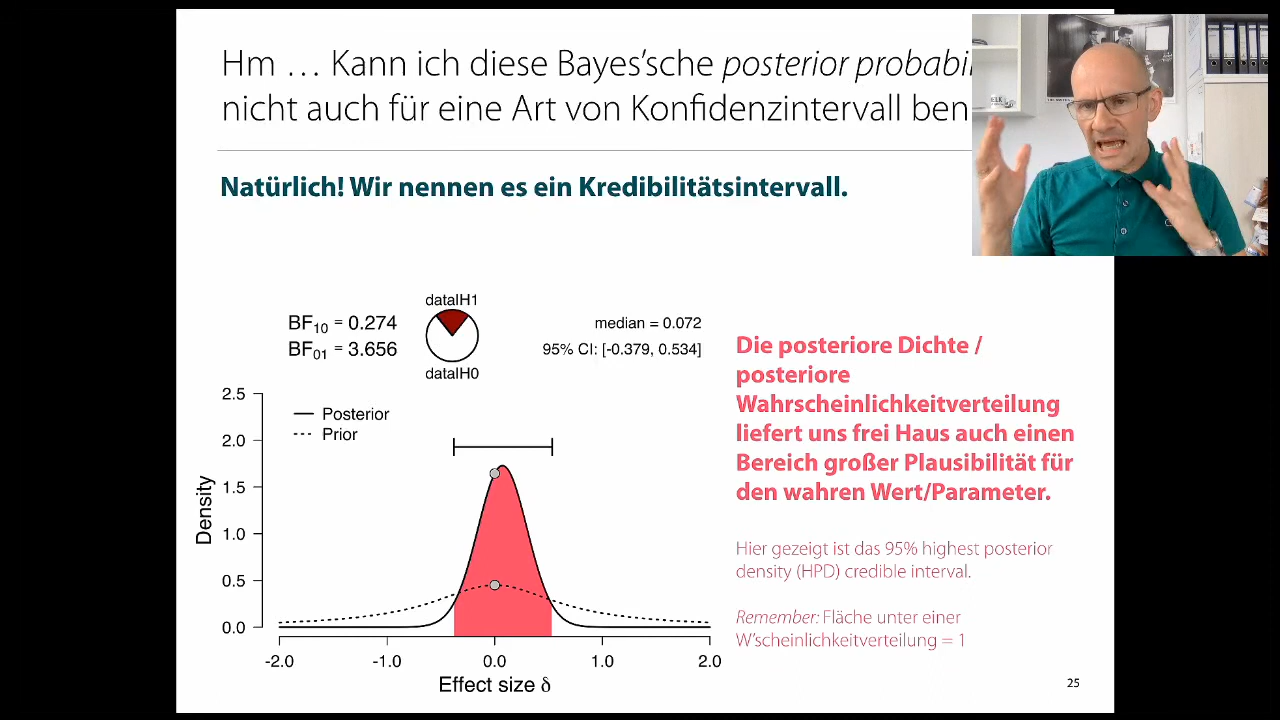 Hm … Kann ich diese Bayes’sche posterior
nicht auch für eine Art von Konfidenzintervall
Natürlich! Wir nennen es ein Kredibilitätsintervall.
BF10 = 0.274
BF01 = 3.656
data|H1
data|H0
median = 0.072
95% CI: [-0.379, 0.534]
Posterior
Prior
2.5
2.0
1.5
1.0
0.5
0.0
Density
-2.0 -1.0 0.0 1.0 2.0
Effect size δ
Die posteriore Dichte /
posteriore
Wahrscheinlichkeitverteilung
liefert uns frei Haus auch einen
Bereich großer Plausibilität für
den wahren Wert/Parameter.
Hier gezeigt ist das 95% highest posterior
density (HPD) credible interval.
Remember: Fläche unter einer
W’scheinlichkeitverteilung = 1
25